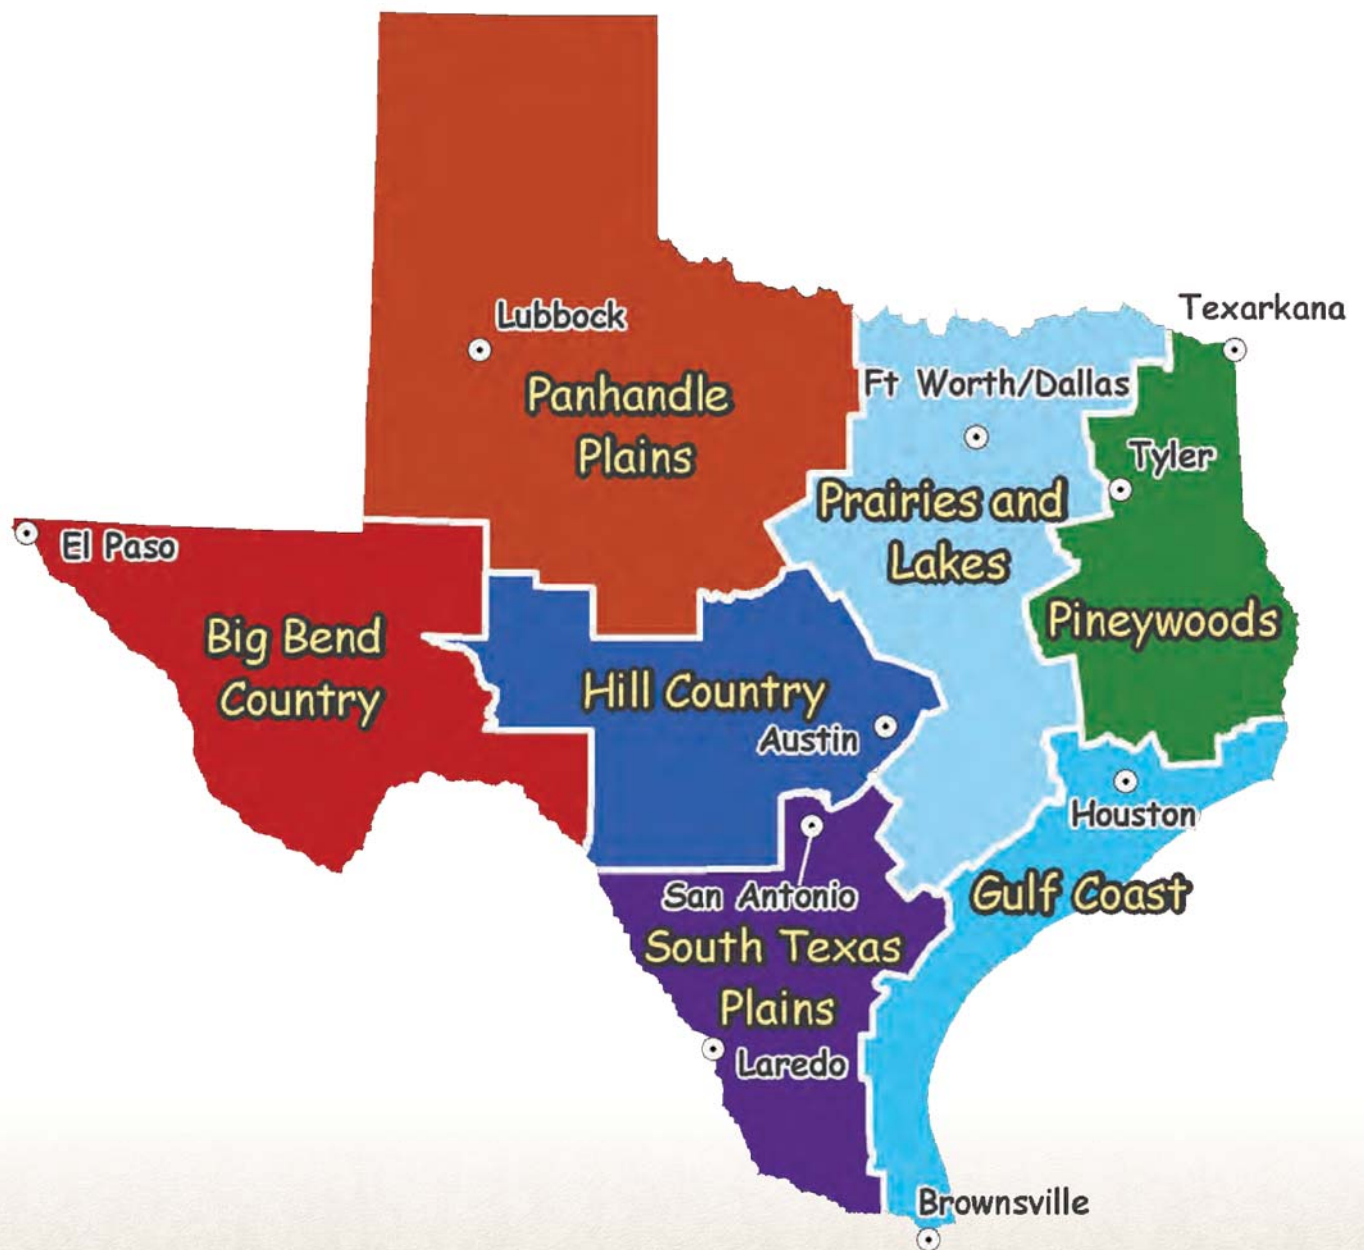 Lubbock
Texarkana
Panhandle
Plains
Ft Worth/Dallas
Tyler
Prairies and
Lakes
El Paso
Big Bend
Country
Pineywoods
Hill Country
Austin
Houston
San Antonio
Gulf Coast
South Texas
Plains
Laredo
Brownsville